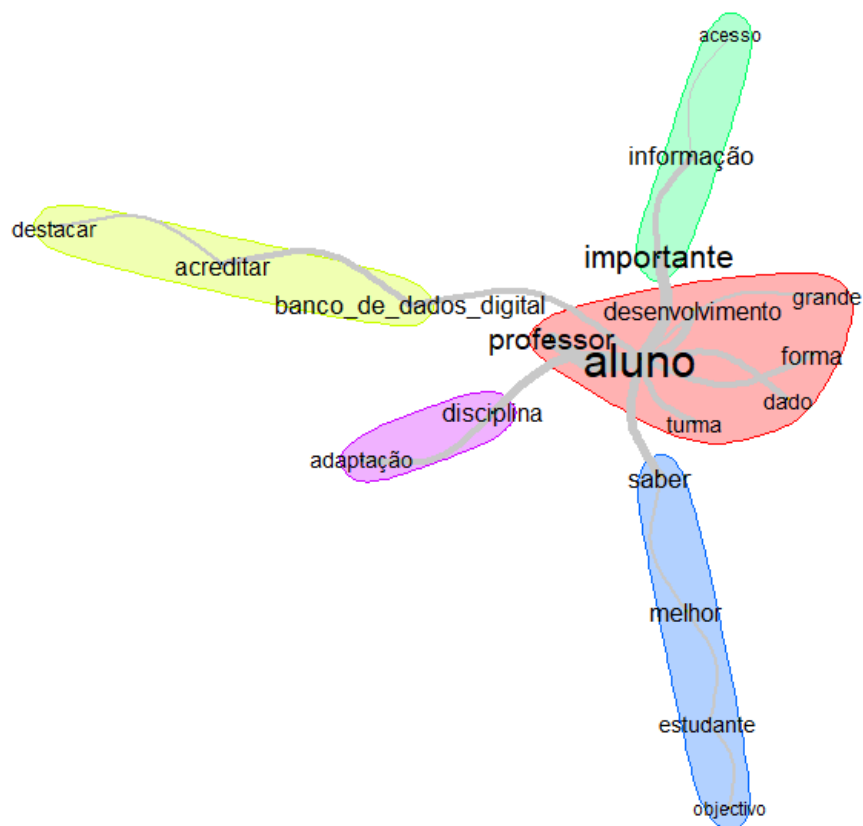 acesso
informação
destacar
acreditar
importante
banco_de_dados_digital
desenvolvimento
grande
professor
aluno
forma
dado
disciplina
turma
adaptação
saber
melhor
estudante
objectivo